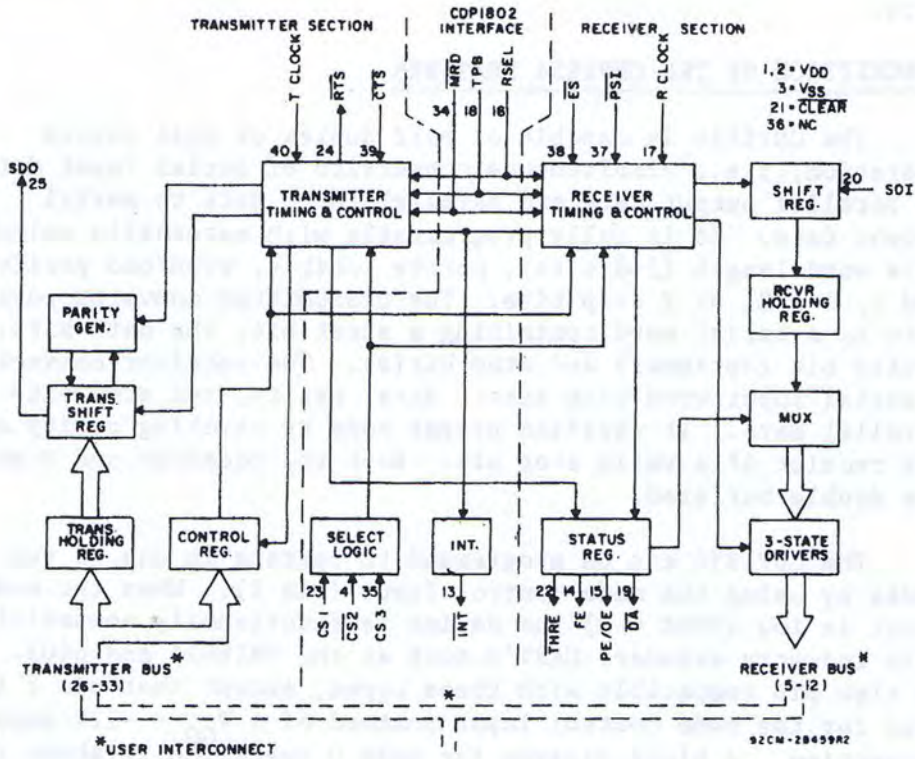 TRANSMITTER SECTION
CDP1802
INTERFACE
RECEIVER SECTION
T CLOCK
RTS
CTS
MRD
TPB
RSEL
ES
PSI
R CLOCK
1,2 = VDD
3 = VSS
21 = CLEAR
36 = NC
40
39
34
18
16
38
37
17
SDO
25
TRANSMITTER
TIMING & CONTROL
RECEIVER
TIMING & CONTROL
SHIFT
REG.
20
SDI
PARITY
GEN.
RCVR
HOLDING
REG.
TRANS.
SHIFT
REG
MUX
TRANS.
HOLDING
REG.
CONTROL
REG.
SELECT
LOGIC
INT.
STATUS
REG.
3-STATE
DRIVERS
23
4
35
13
22
14
15
19
CS1
CS2
CS3
INT
THRE
FE
PE/OE
DA
TRANSMITTER BUS*
(26-33)
*
RECEIVER BUS*
(5-12)
*USER INTERCONNECT
92CM-28459R2